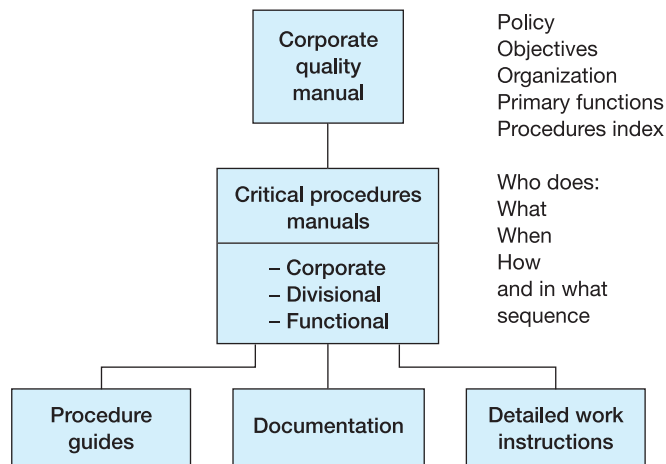 Corporate
quality
manual
Policy
Objectives
Organization
Primary functions
Procedures index
Critical procedures
manuals
– Corporate
– Divisional
– Functional
Who does:
What
When
How
and in what
sequence
Procedure
guides
Documentation
Detailed work
instructions